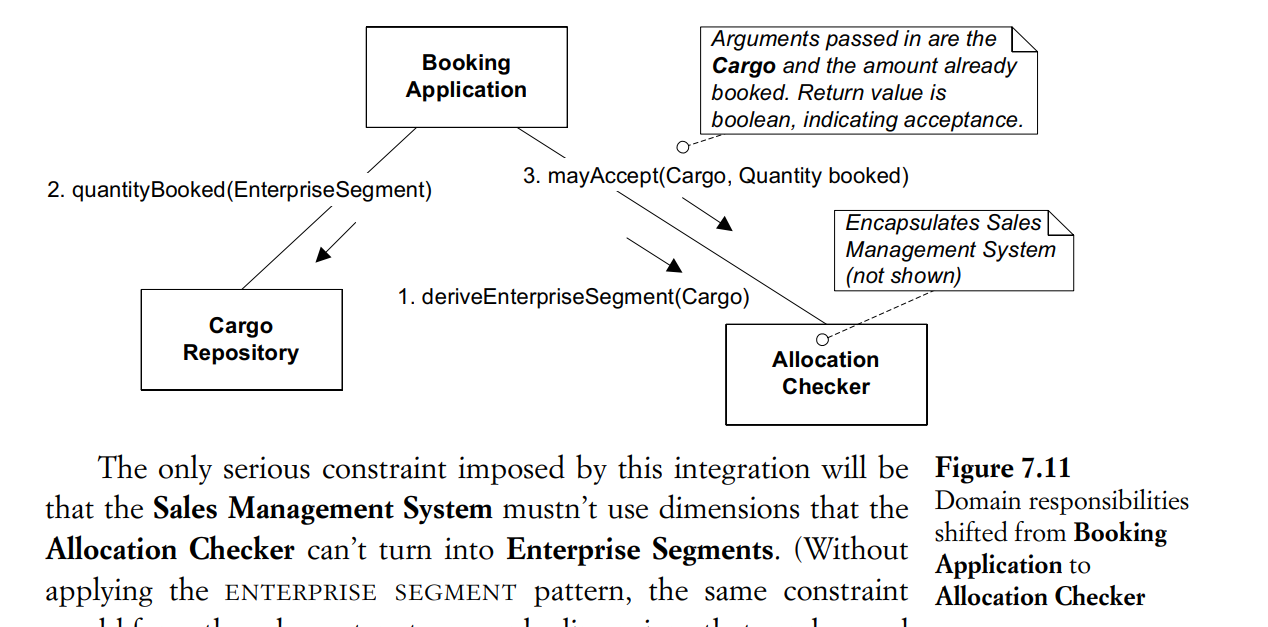 Booking
Application
Arguments passed in are the
Cargo and the amount already
booked. Return value is
boolean, indicating acceptance.
2. quantityBooked(EnterpriseSegment)
3. mayAccept(Cargo, Quantity booked)
Encapsulates Sales
Management System
(not shown)
1. deriveEnterpriseSegment(Cargo)
Cargo
Repository
Allocation
Checker
The only serious constraint imposed by this integration will be
that the Sales Management System mustn’t use dimensions that the
Allocation Checker can’t turn into Enterprise Segments. (Without
applying the ENTERPRISE SEGMENT pattern, the same constraint
Figure 7.11
Domain responsibilities
shifted from Booking
Application to
Allocation Checker